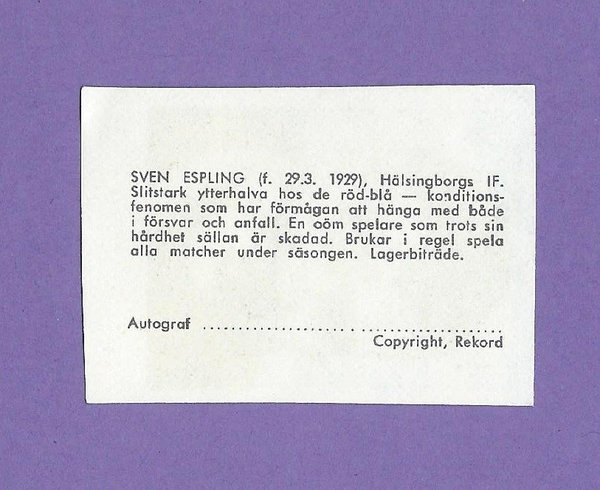 SVEN ESPLING (f. 29.3. 1929), Hälsingborgs IF.
Slitstark ytterhalva hos de röd-blå — konditions-
fenomen som har förmågan att hänga med både
i försvar och anfall. En oöm spelare som trots sin
hårdhet sällan är skadad. Brukar i regel spela
alla matcher under säsongen. Lagerbiträde.
Autograf ..........................................
Copyright, Rekord